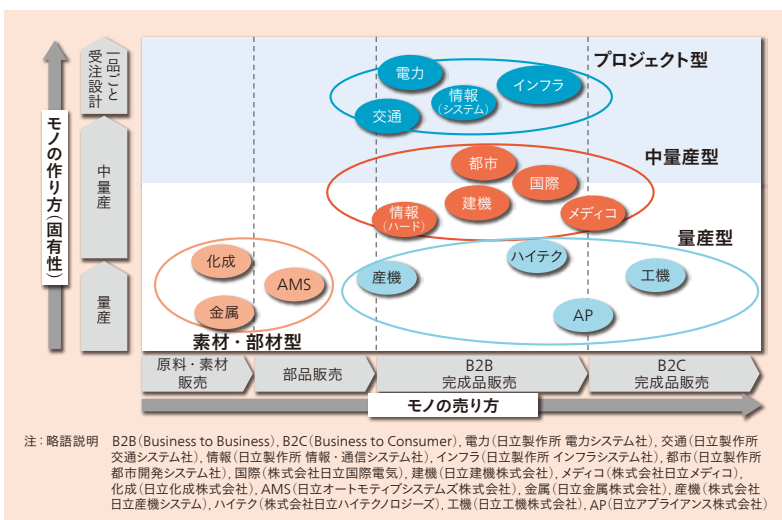 一品ごと
受注設計
中量産
量産
モノの作り方(固有性)
プロジェクト型
電力
情報
(システム)
インフラ
交通
中量産型
都市
国際
建機
情報
(ハード)
メディコ
量産型
ハイテク
産機
工機
AP
化成
AMS
金属
素材・部材型
原料・素材
販売
部品販売
B2B
完成品販売
B2C
完成品販売
モノの売り方
注:略語説明 B2B(Business to Business),B2C(Business to Consumer),電力(日立製作所 電力システム社),交通(日立製作所
交通システム社),情報(日立製作所 情報・通信システム社),インフラ(日立製作所 インフラシステム社),都市(日立製作所
都市開発システム社),国際(株式会社日立国際電気),建機(日立建機株式会社),メディコ(株式会社日立メディコ),
化成(日立化成株式会社),AMS(日立オートモティブシステムズ株式会社),金属(日立金属株式会社),産機(株式会社
日立産機システム),ハイテク(株式会社日立ハイテクノロジーズ),工機(日立工機株式会社),AP(日立アプライアンス株式会社)